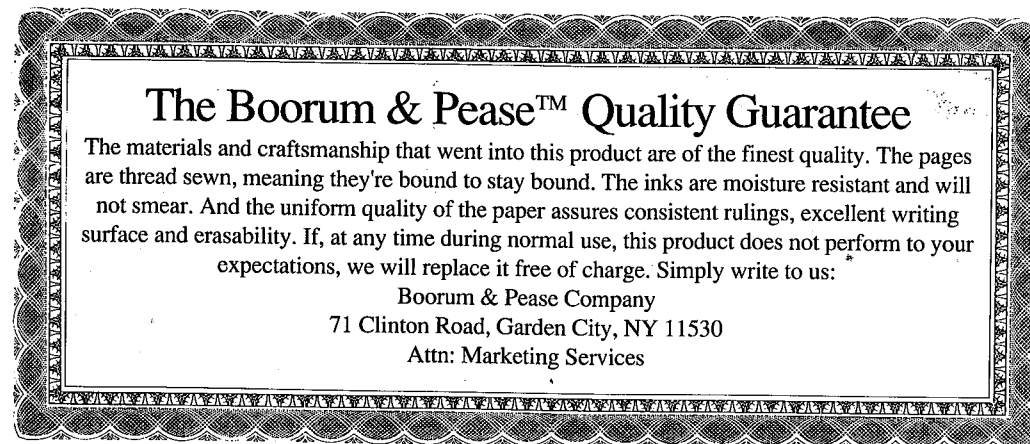 The Boorum & Pease™ Quality Guarantee
The materials and craftsmanship that went into this product are of the finest quality. The pages
are thread sewn, meaning they're bound to stay bound. The inks are moisture resistant and will
not smear. And the uniform quality of the paper assures consistent rulings, excellent writing
surface and erasability. If, at any time during normal use, this product does not perform to your
expectations, we will replace it free of charge. Simply write to us:
Boorum & Pease Company
71 Clinton Road, Garden City, NY 11530
Attn: Marketing Services